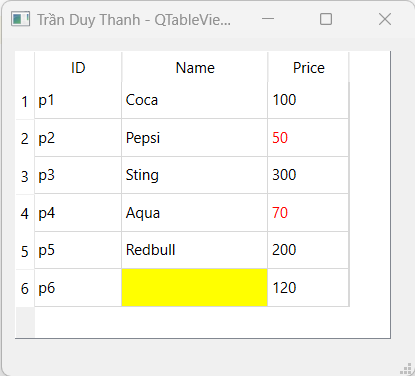 Trần Duy Thanh - QTableVie...
ID Name Price
1 p1 Coca 100
2 p2 Pepsi 50
3 p3 Sting 300
4 p4 Aqua 70
5 p5 Redbull 200
6 p6 120